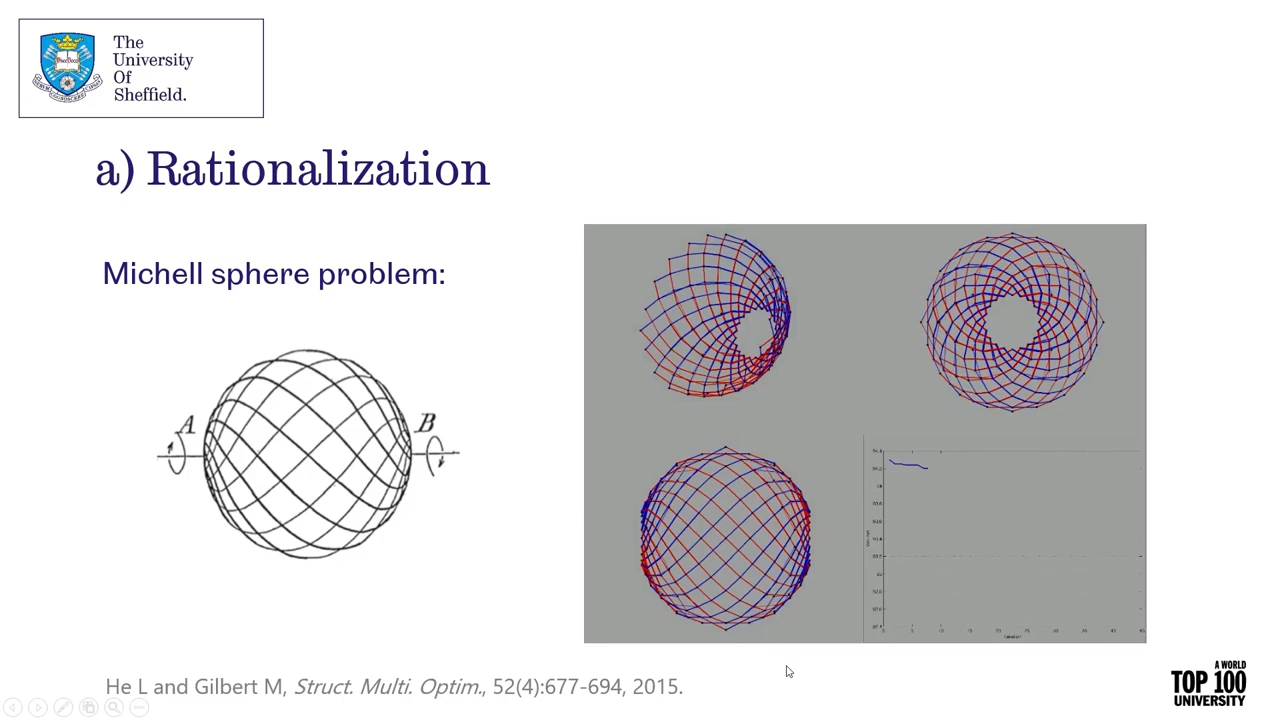 The
University
Of
Sheffield.
a) Rationalization
Michell sphere problem:
A
B
He L and Gilbert M, Struct. Multi. Optim., 52(4):677-694, 2015.
A WORLD
TOP 100
UNIVERSITY